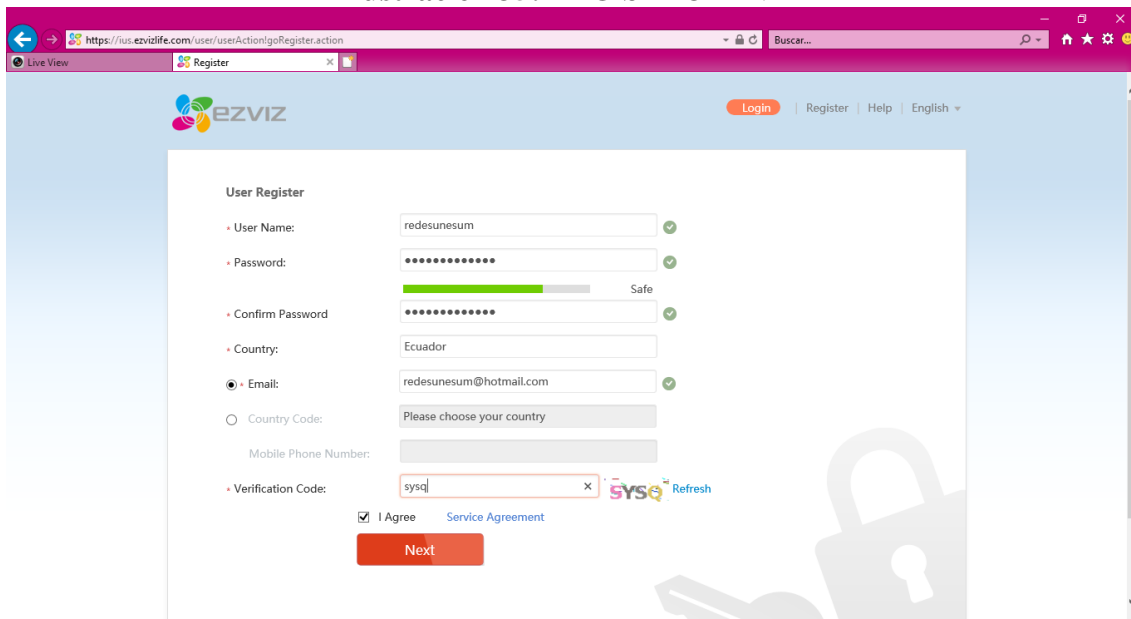 https://ius.ezvizlife.com/user/userAction!goRegister.action
Buscar...
Live View
Register
ezviz
Login | Register | Help | English
User Register
* User Name: redesunesum
* Password: •••••••••••••
Safe
* Confirm Password •••••••••••••
* Country: Ecuador
* Email: redesunesum@hotmail.com
Country Code: Please choose your country
Mobile Phone Number:
* Verification Code: sysq SYSQ Refresh
I Agree Service Agreement
Next